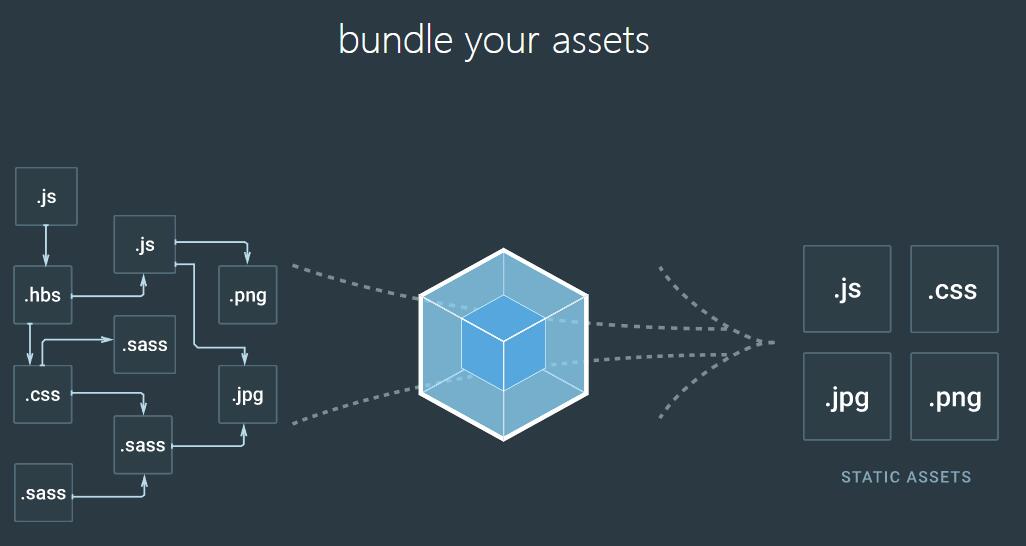 bundle your assets
.js
.js
.hbs
.png
.sass
.css
.jpg
.sass
.sass
.js
.css
.jpg
.png
STATIC ASSETS